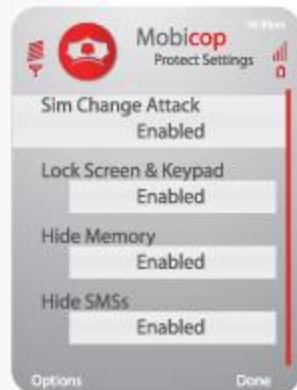 Mobicop
Protect Settings
Sim Change Attack
Enabled
Lock Screen & Keypad
Enabled
Hide Memory
Enabled
Hide SMSs
Enabled
Options Done